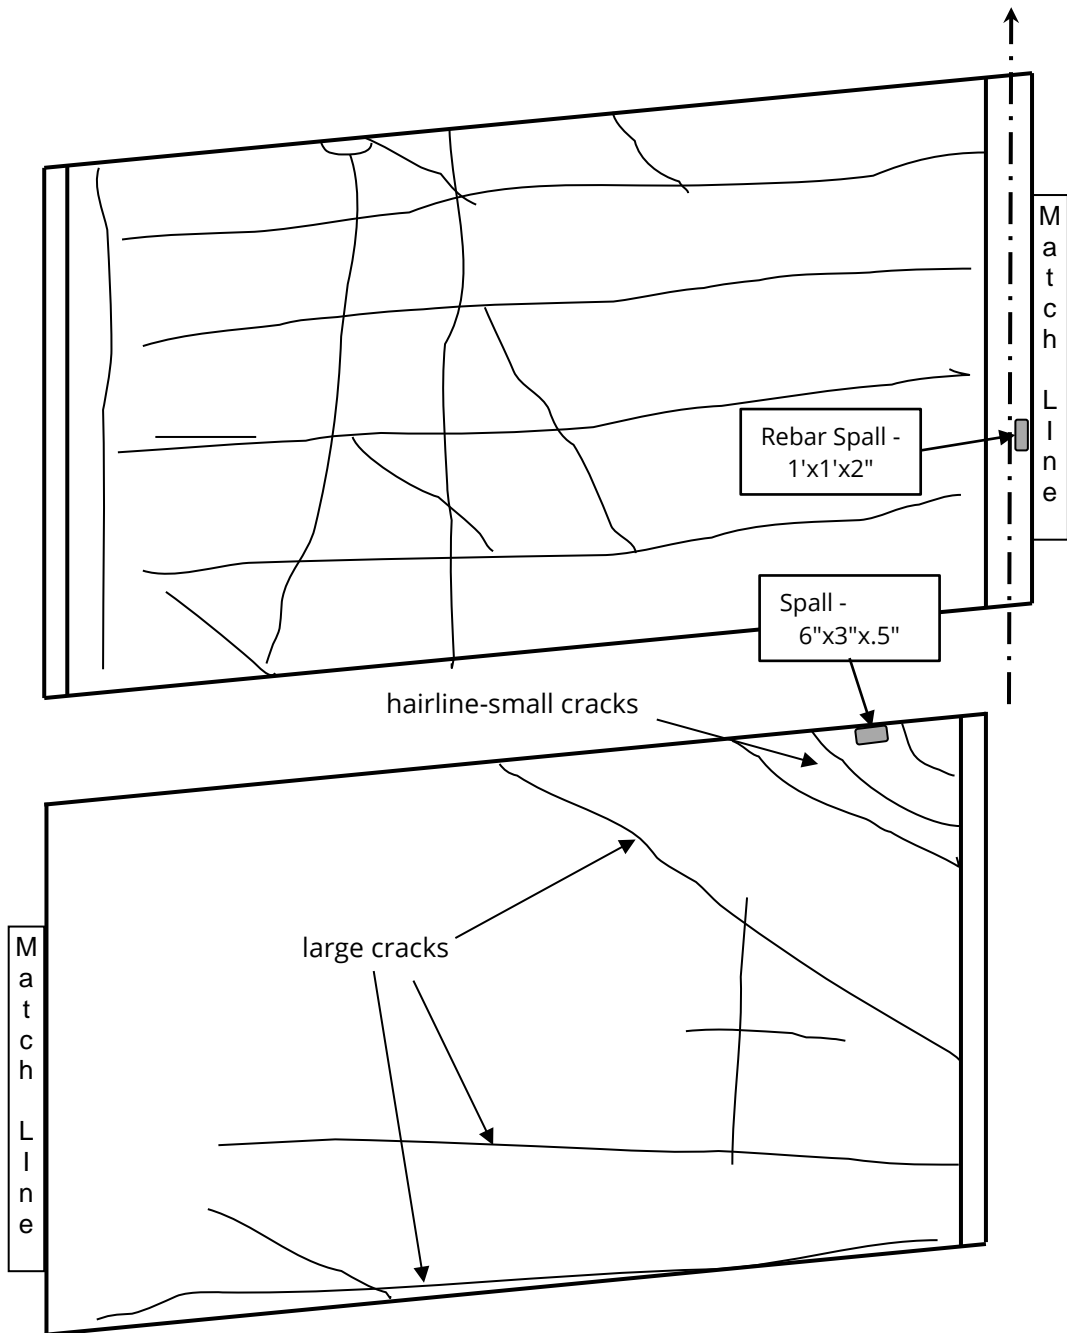 Match LIne
Rebar Spall -
1'x1'x2"
Spall -
6"x3"x.5"
hairline-small cracks
large cracks
Match LIne